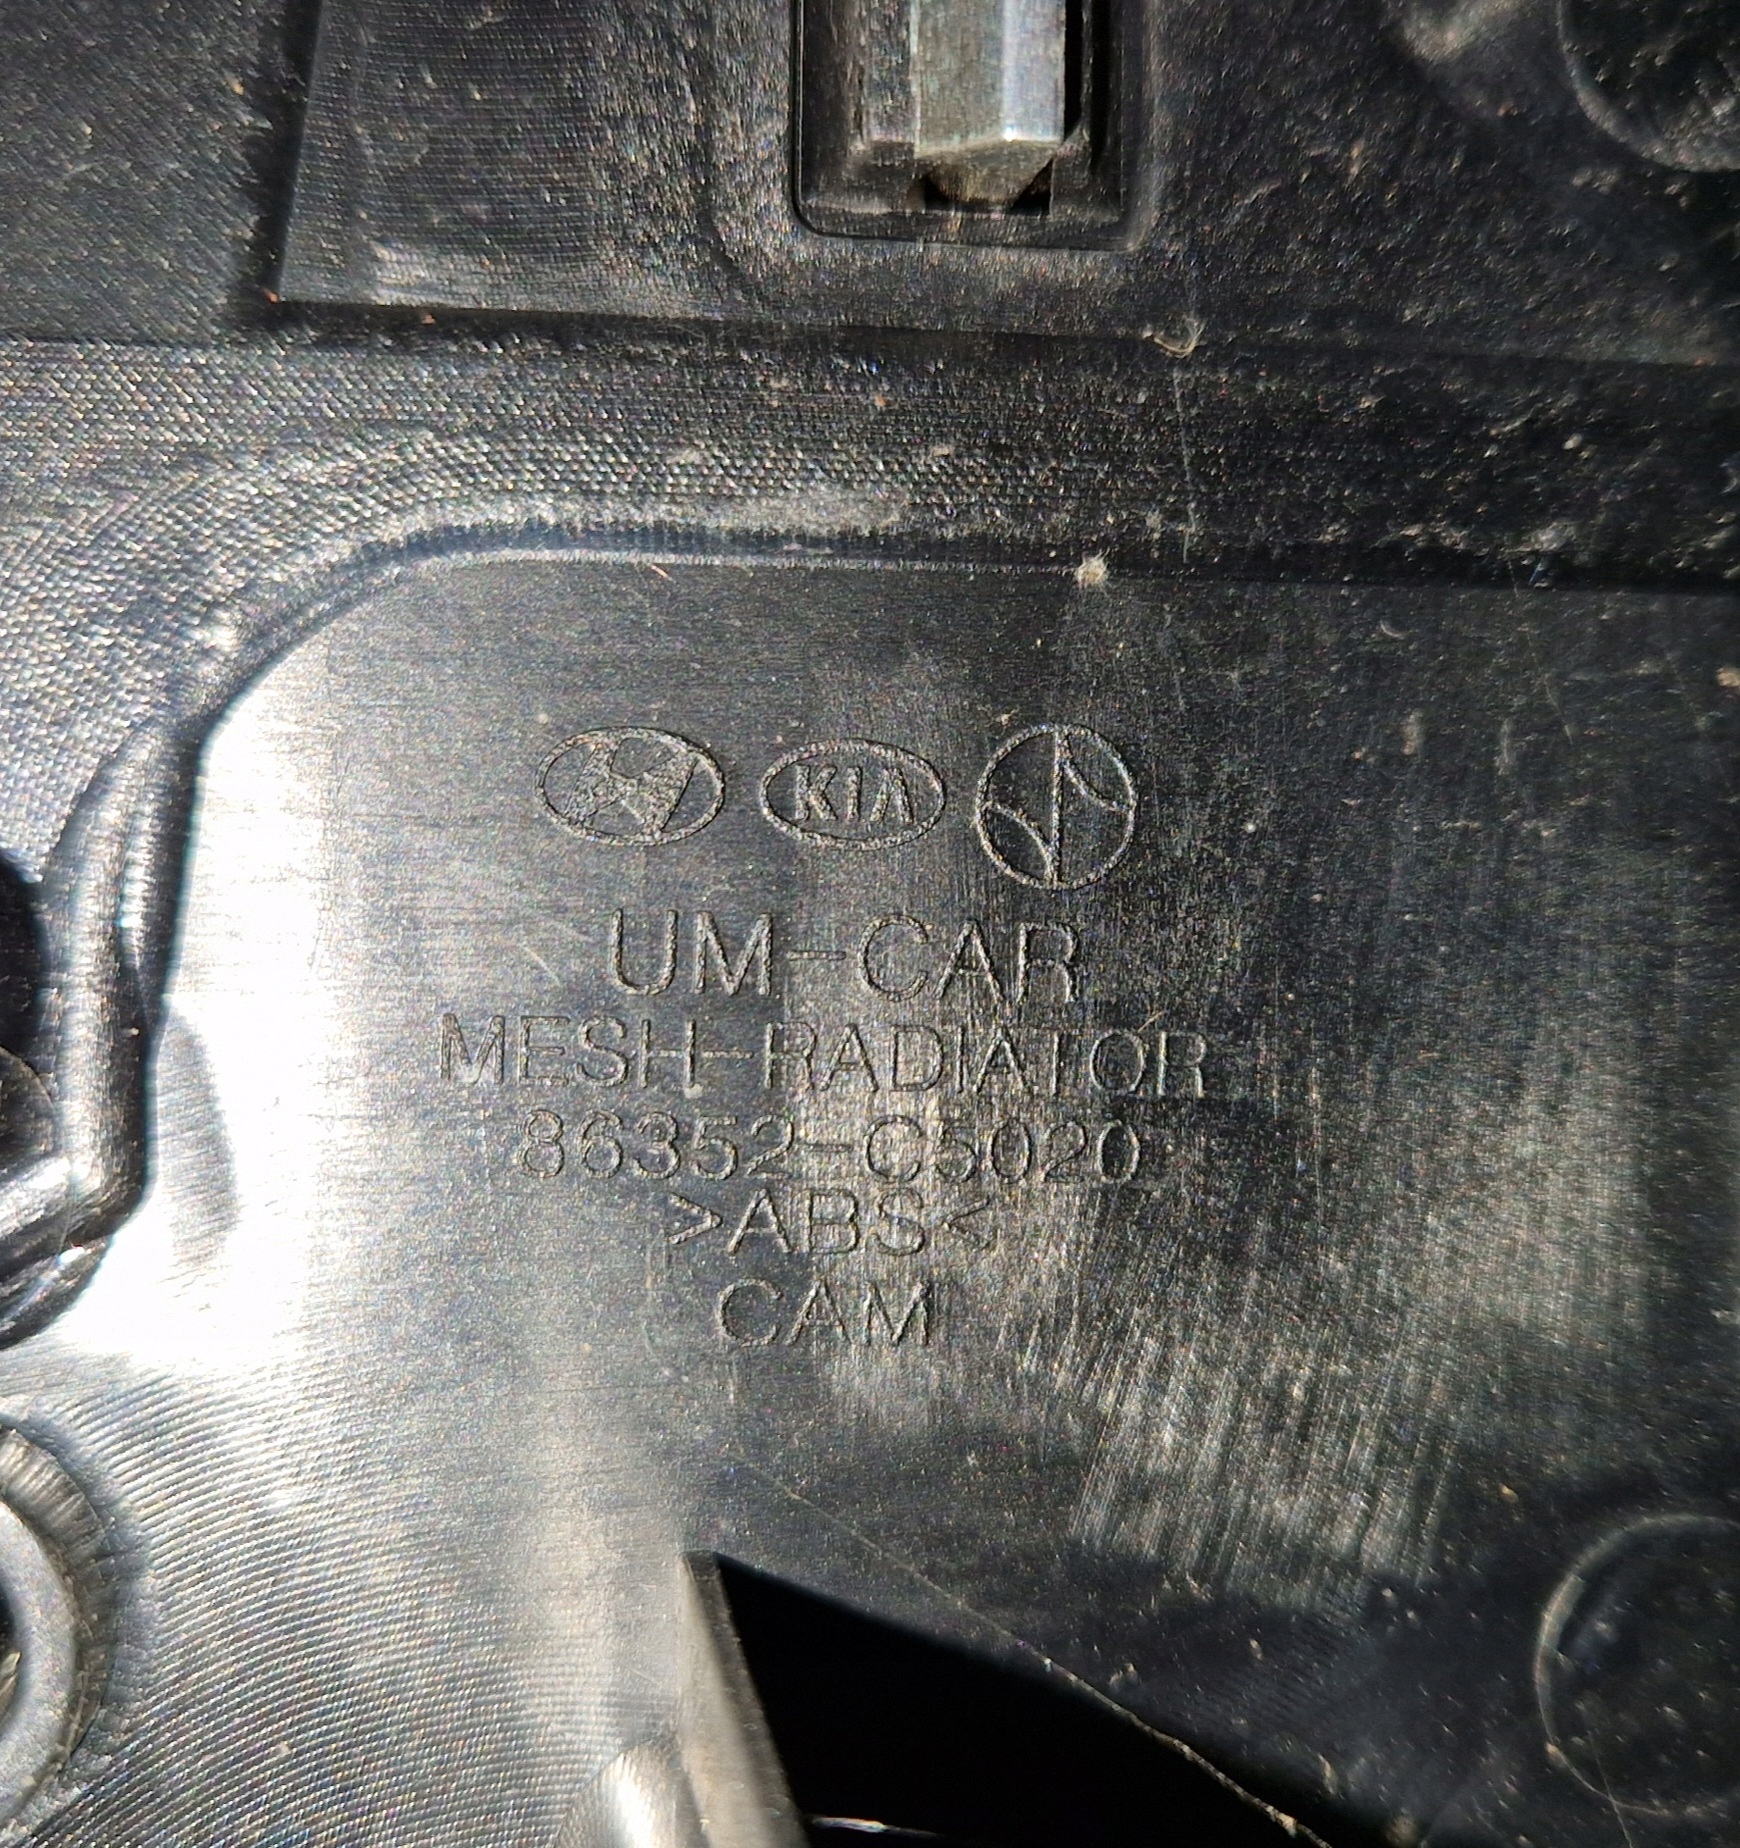 KIA
UM-CAR
MESH-RADIATOR
86352-C5020
>ABS<
CAM